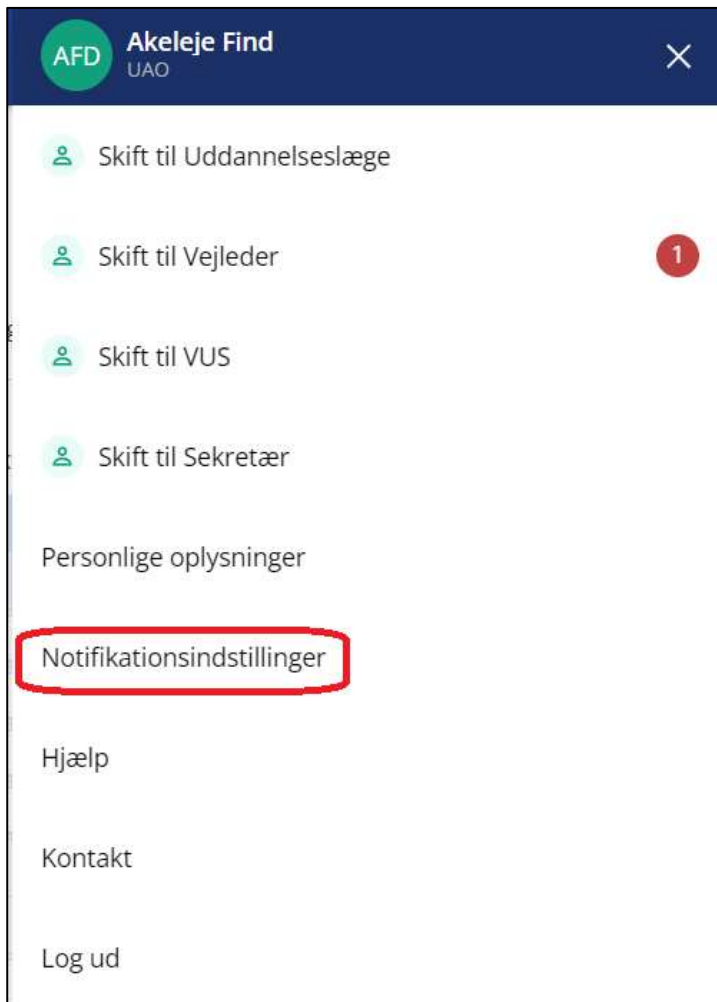 AFD
Akeleje Find
UAO
Skift til Uddannelseslæge
Skift til Vejleder
1
Skift til VUS
Skift til Sekretær
Personlige oplysninger
Notifikationsindstillinger
Hjælp
Kontakt
Log ud